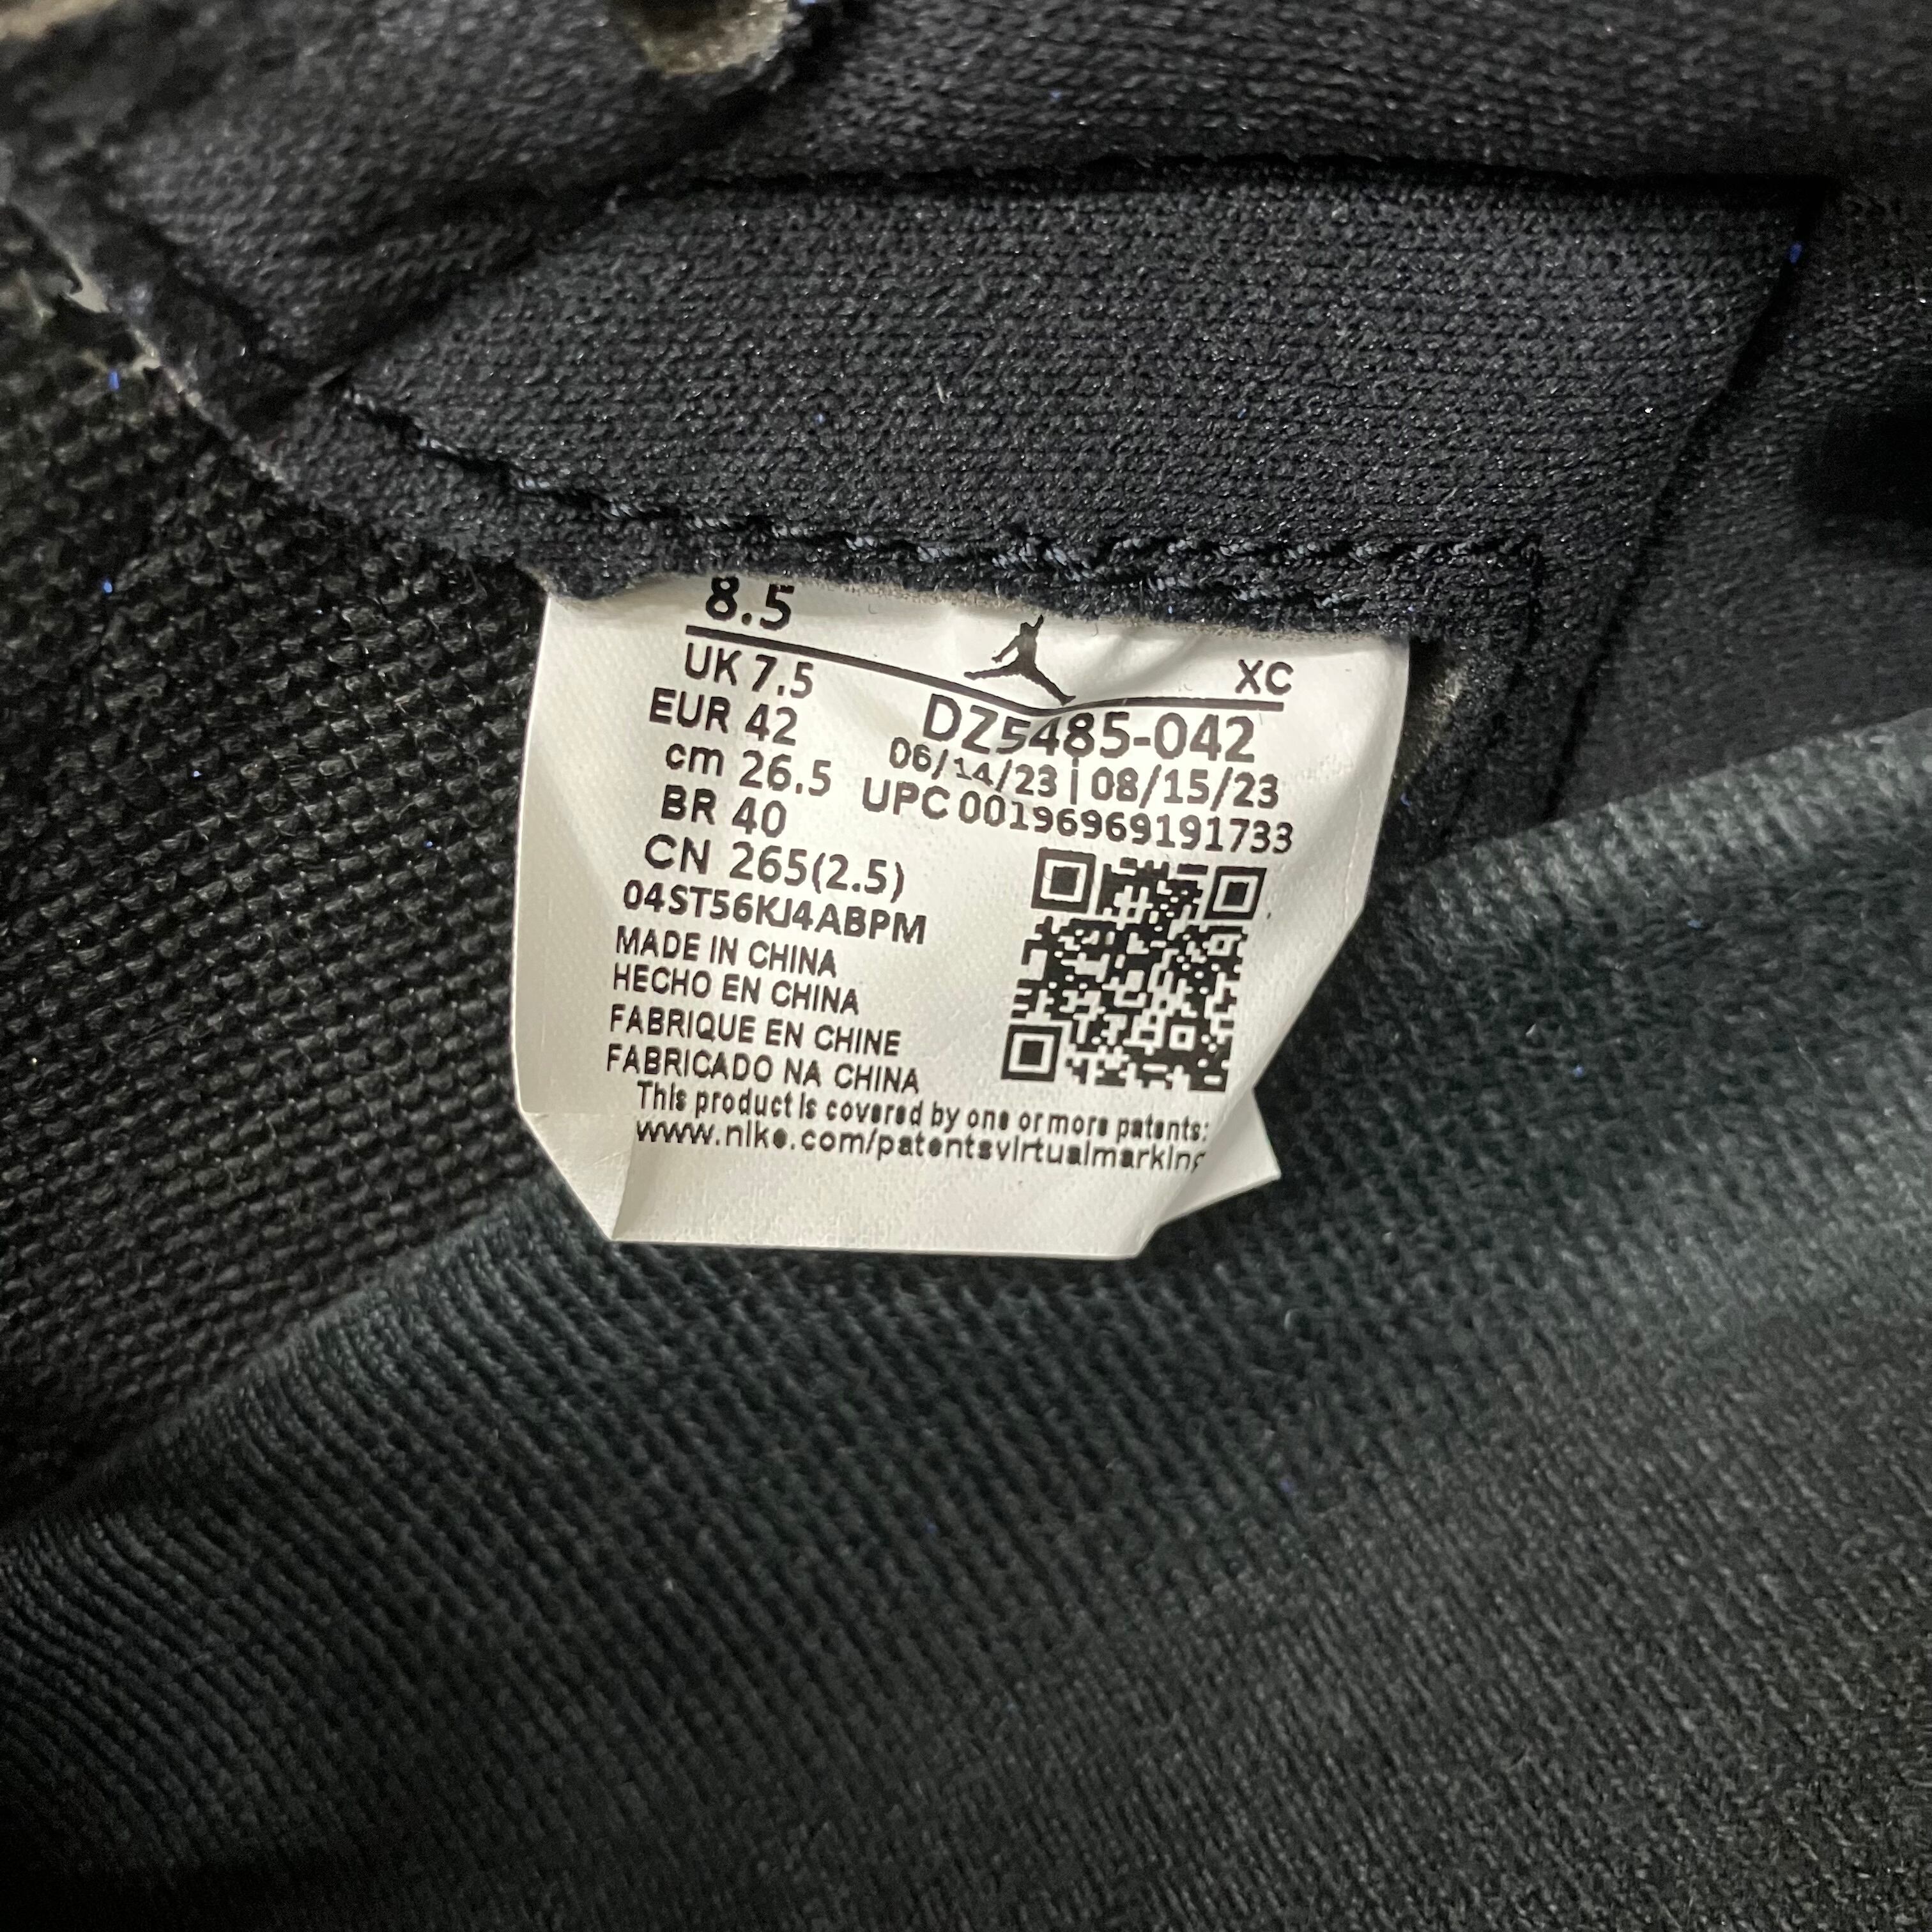 8.5 XC
UK 7.5
EUR 42 DZ5485-042
cm 26.5 06/14/23 | 08/15/23
BR 40 UPC 00196969191733
CN 265(2.5)
04ST56KJ4ABPM
MADE IN CHINA
HECHO EN CHINA
FABRIQUE EN CHINE
FABRICADO NA CHINA
This product is covered by one or more patents:
www.nike.com/patentsvirtualmarking